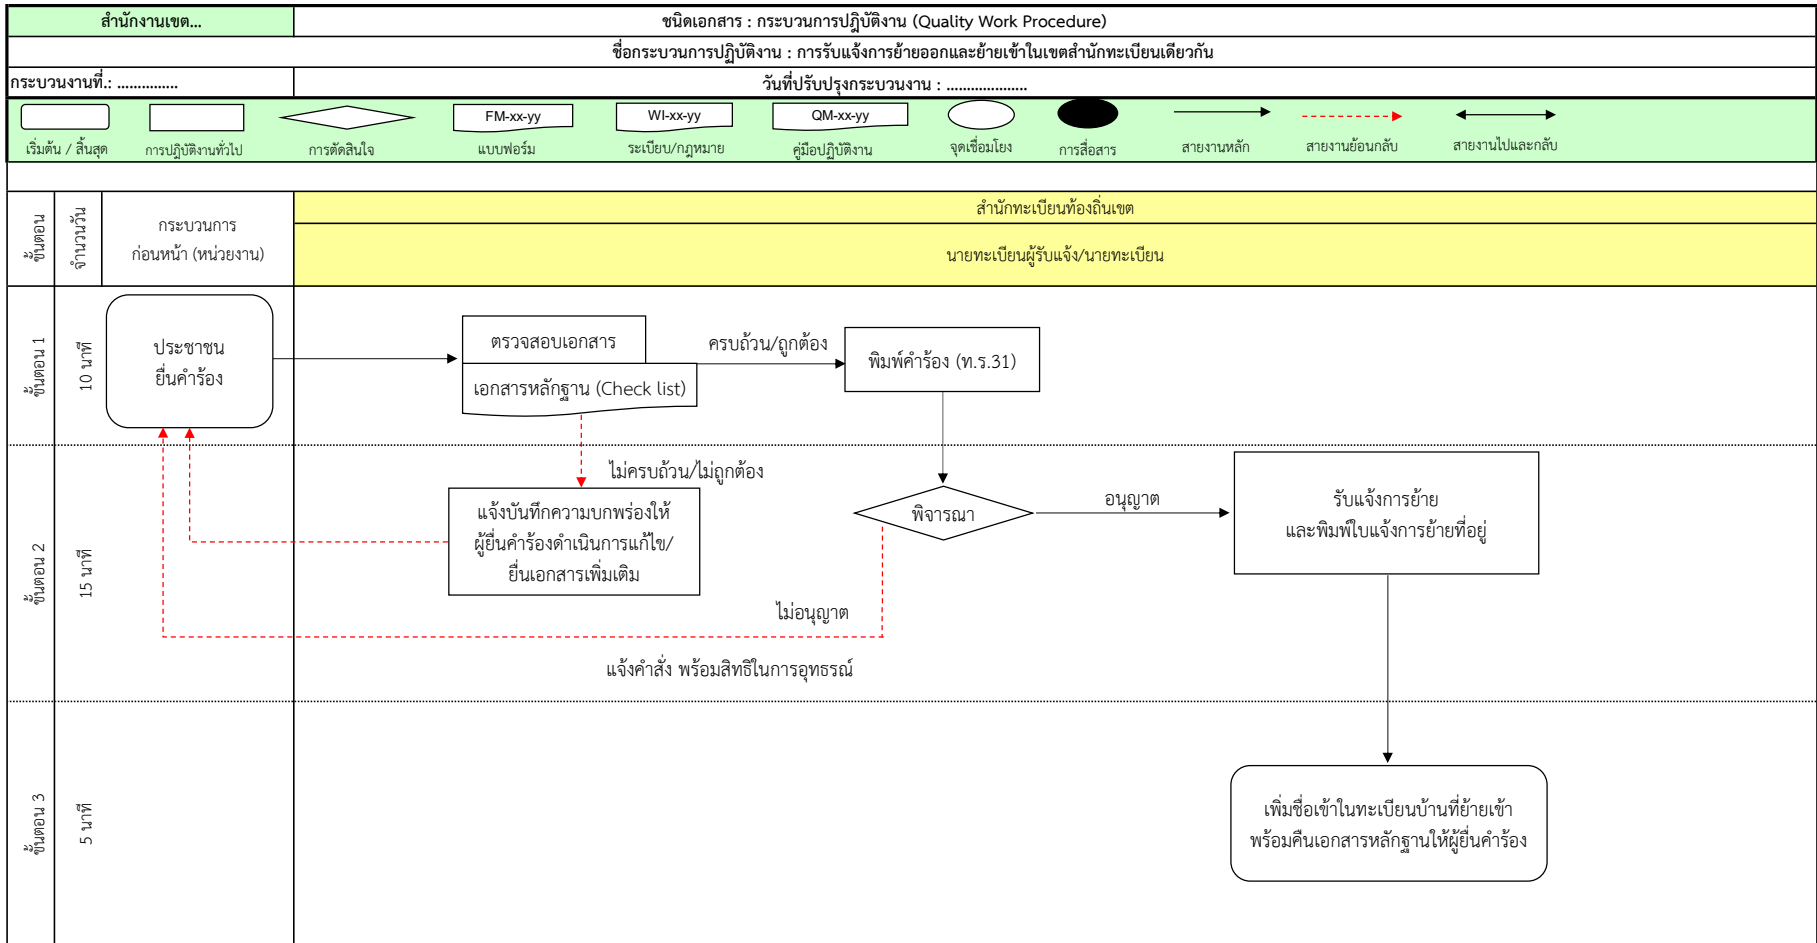 สำนักงานเขต...
ชนิดเอกสาร : กระบวนการปฏิบัติงาน (Quality Work Procedure)
ชื่อกระบวนการปฏิบัติงาน : การรับแจ้งการย้ายออกและย้ายเข้าในเขตสำนักทะเบียนเดียวกัน
กระบวนงานที่.: ...............
วันที่ปรับปรุงกระบวนงาน : ....................
FM-xx-yy
WI-xx-yy
QM-xx-yy
เริ่มต้น / สิ้นสุด
การปฏิบัติงานทั่วไป
การตัดสินใจ
แบบฟอร์ม
ระเบียบ/กฎหมาย
คู่มือปฏิบัติงาน
จุดเชื่อมโยง
การสื่อสาร
สายงานหลัก
สายงานย้อนกลับ
สายงานไปและกลับ
ขั้นตอน
จำนวนวัน
กระบวนการ
ก่อนหน้า (หน่วยงาน)
สำนักทะเบียนท้องถิ่นเขต
นายทะเบียนผู้รับแจ้ง/นายทะเบียน
ขั้นตอน 1
10 นาที
ประชาชน
ยื่นคำร้อง
ตรวจสอบเอกสาร
เอกสารหลักฐาน (Check list)
ครบถ้วน/ถูกต้อง
พิมพ์คำร้อง (ท.ร.31)
ขั้นตอน 2
15 นาที
ไม่ครบถ้วน/ไม่ถูกต้อง
แจ้งบันทึกความบกพร่องให้
ผู้ยื่นคำร้องดำเนินการแก้ไข/
ยื่นเอกสารเพิ่มเติม
พิจารณา
อนุญาต
รับแจ้งการย้าย
และพิมพ์ใบแจ้งการย้ายที่อยู่
ไม่อนุญาต
แจ้งคำสั่ง พร้อมสิทธิในการอุทธรณ์
ขั้นตอน 3
5 นาที
เพิ่มชื่อเข้าในทะเบียนบ้านที่ย้ายเข้า
พร้อมคืนเอกสารหลักฐานให้ผู้ยื่นคำร้อง